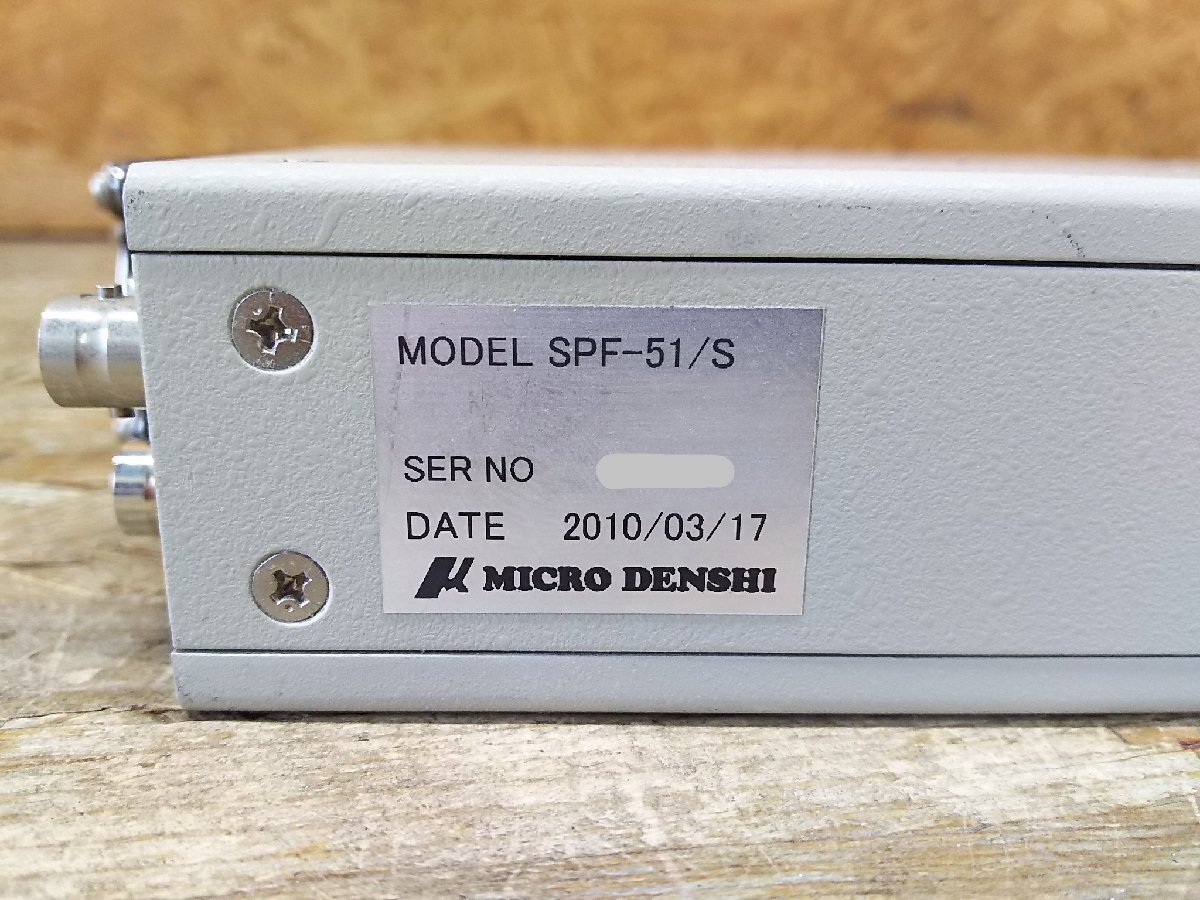 MODEL SPF-51/S
SER NO
DATE 2010/03/17
μ MICRO DENSHI